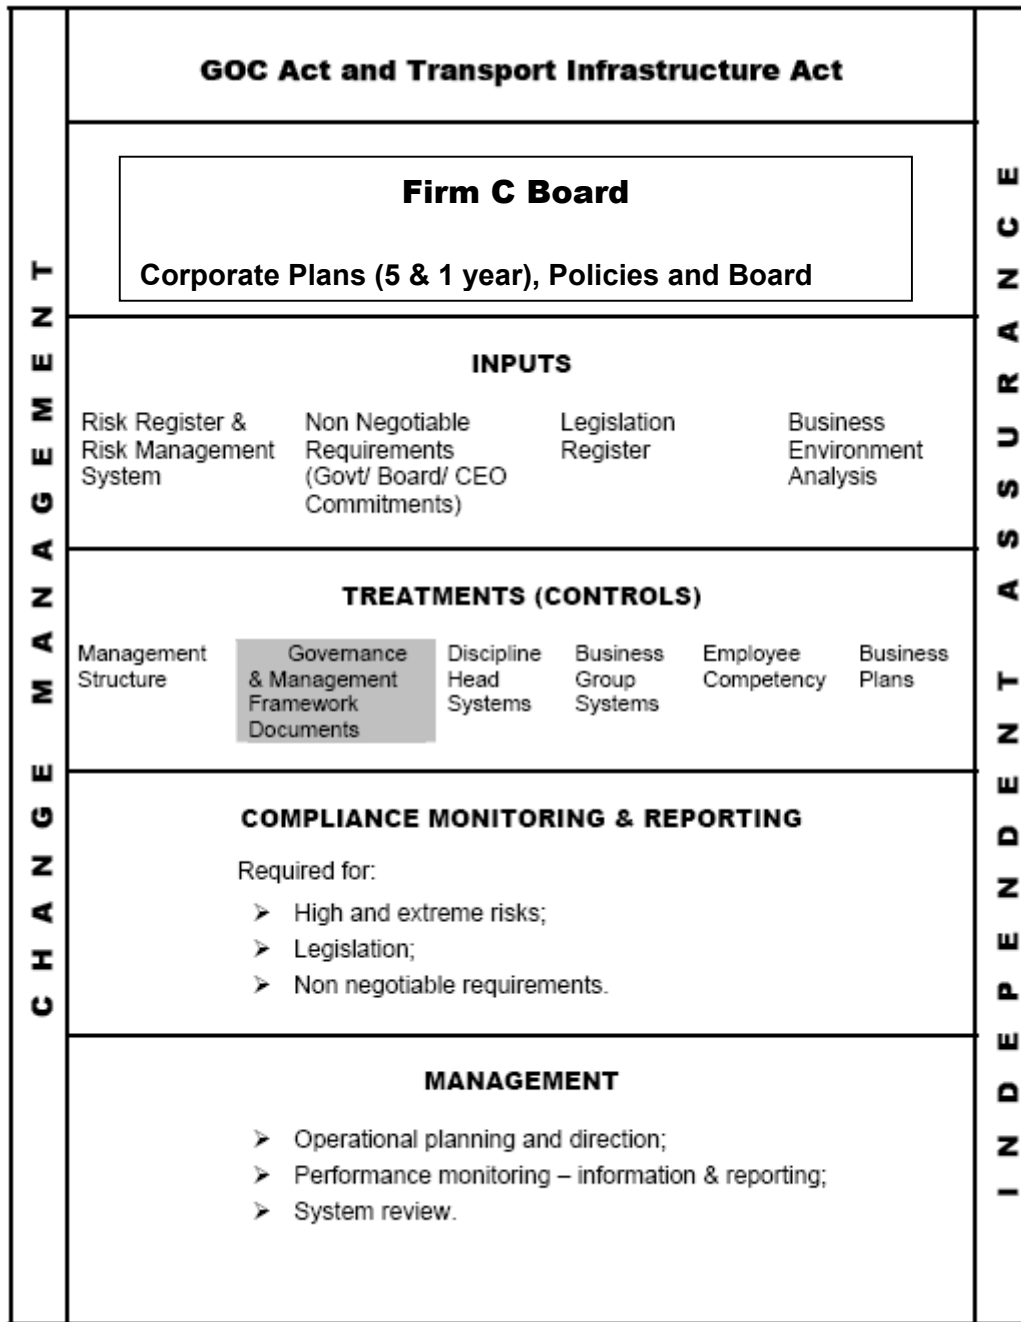 GOC Act and Transport Infrastructure Act
Firm C Board
Corporate Plans (5 & 1 year), Policies and Board
INPUTS
Risk Register &
Risk Management
System
Non Negotiable
Requirements
(Govt/ Board/ CEO
Commitments)
Legislation
Register
Business
Environment
Analysis
TREATMENTS (CONTROLS)
Management
Structure
Governance
& Management
Framework
Documents
Discipline
Head
Systems
Business
Group
Systems
Employee
Competency
Business
Plans
COMPLIANCE MONITORING & REPORTING
Required for:
➢ High and extreme risks;
➢ Legislation;
➢ Non negotiable requirements.
MANAGEMENT
➢ Operational planning and direction;
➢ Performance monitoring – information & reporting;
➢ System review.
CHANGE MANAGEMENT
INDEPENDENT ASSURANCE